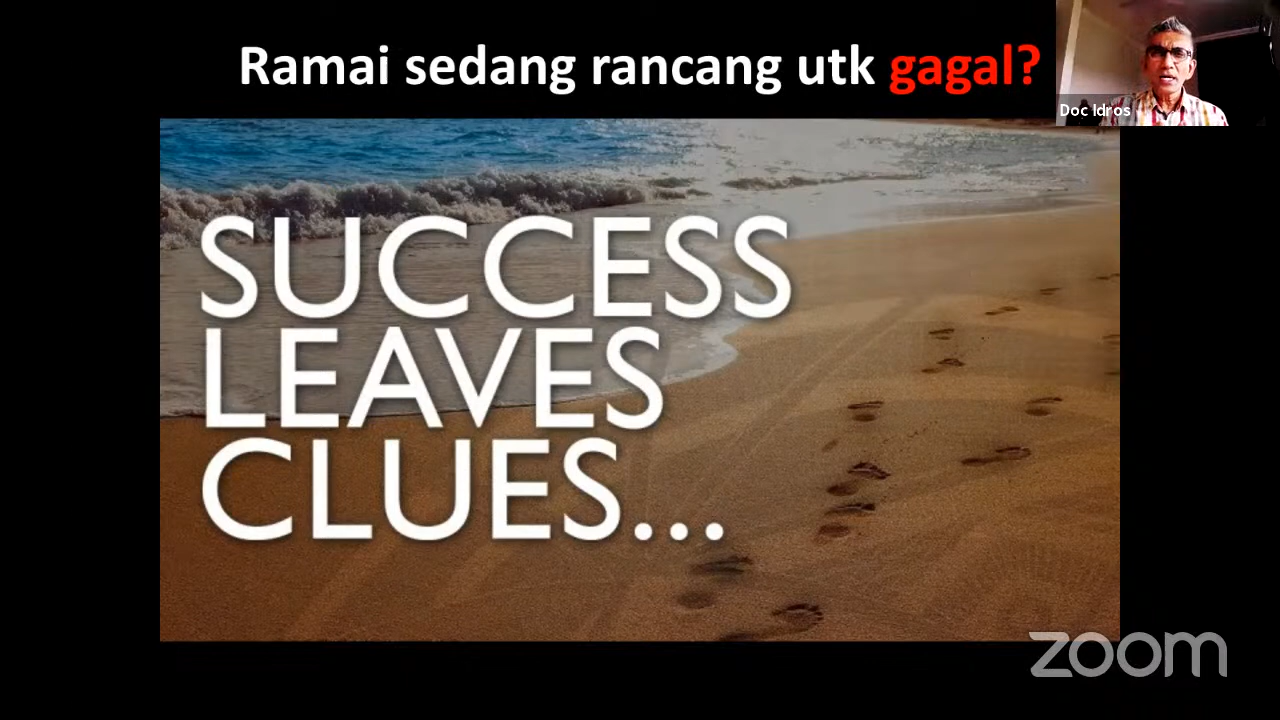 Ramai sedang rancang utk gagal?
Doc Idros
SUCCESS
LEAVES
CLUES...
zoom